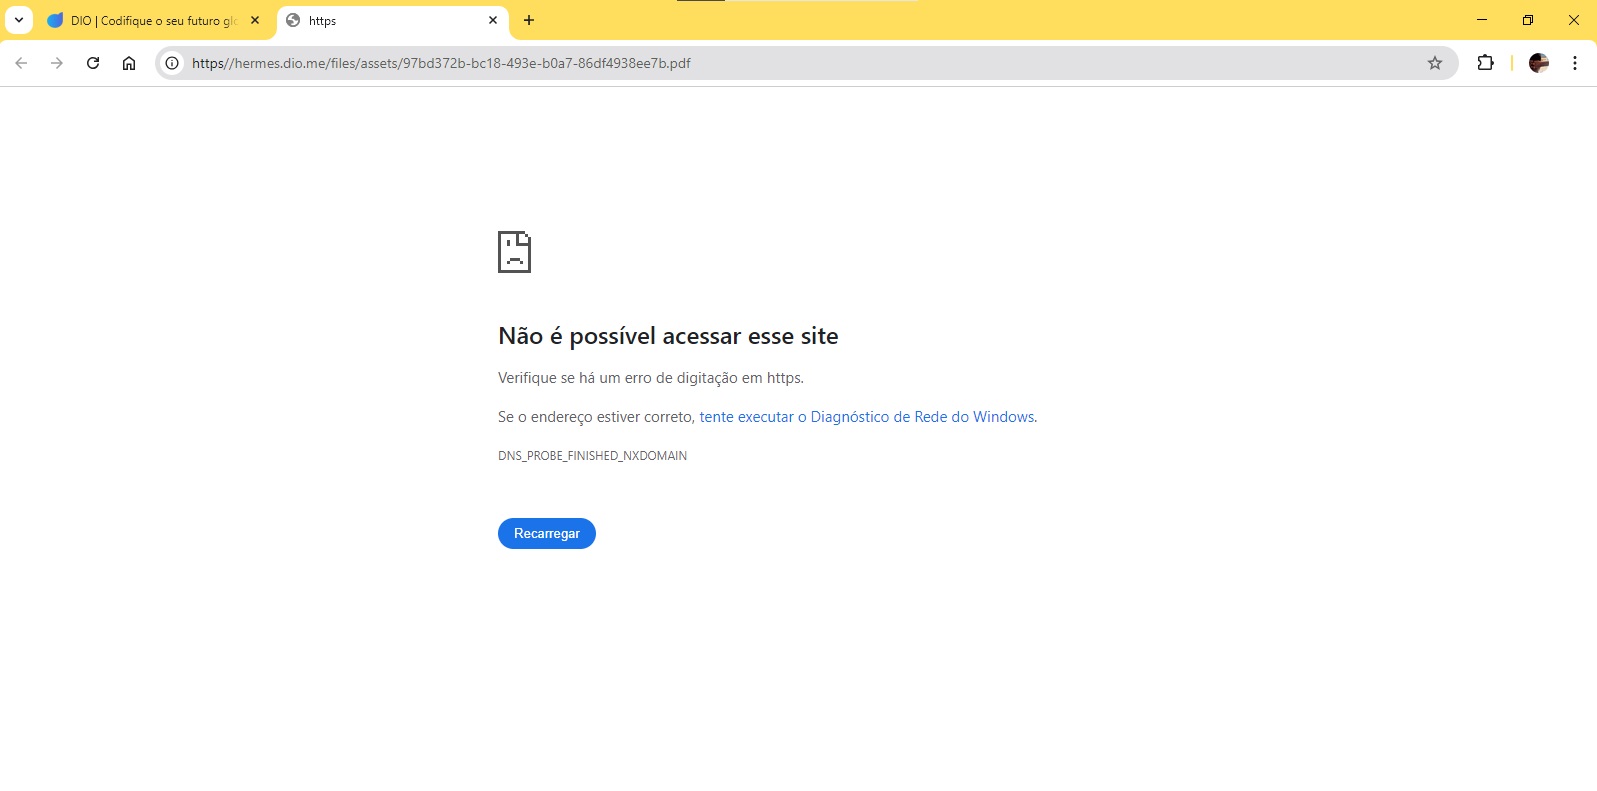 DIO | Codifique o seu futuro glo
https
https//hermes.dio.me/files/assets/97bd372b-bc18-493e-b0a7-86df4938ee7b.pdf
Não é possível acessar esse site
Verifique se há um erro de digitação em https.
Se o endereço estiver correto, tente executar o Diagnóstico de Rede do Windows.
DNS_PROBE_FINISHED_NXDOMAIN
Recarregar